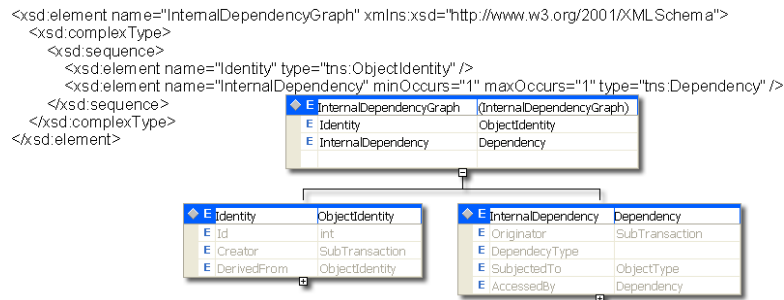 <xsd:element name="InternalDependencyGraph" xmlns:xsd="http://www.w3.org/2001/XMLSchema">
<xsd:complexType>
<xsd:sequence>
<xsd:element name="Identity" type="tns:ObjectIdentity" />
<xsd:element name="InternalDependency" minOccurs="1" maxOccurs="1" type="tns:Dependency" />
</xsd:sequence>
</xsd:complexType>
</xsd:element>
E InternalDependencyGraph (InternalDependencyGraph)
E Identity ObjectIdentity
E InternalDependency Dependency
E Identity ObjectIdentity
E Id int
E Creator SubTransaction
E DerivedFrom ObjectIdentity
E InternalDependency Dependency
E Originator SubTransaction
E DependecyType
E SubjectedTo ObjectType
E AccessedBy Dependency